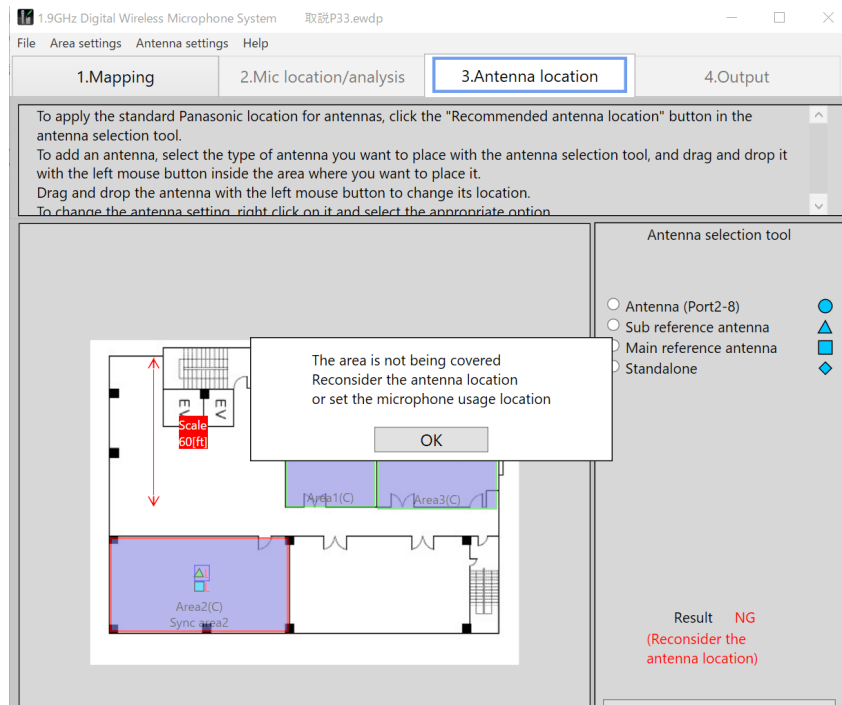 1.9GHz Digital Wireless Microphone System 取説P33.ewdp
File Area settings Antenna settings Help
1.Mapping 2.Mic location/analysis 3.Antenna location 4.Output
To apply the standard Panasonic location for antennas, click the "Recommended antenna location" button in the
antenna selection tool.
To add an antenna, select the type of antenna you want to place with the antenna selection tool, and drag and drop it
with the left mouse button inside the area where you want to place it.
Drag and drop the antenna with the left mouse button to change its location.
To change the antenna setting, right click on it and select the appropriate option
Antenna selection tool
Antenna (Port2-8)
Sub reference antenna
Main reference antenna
Standalone
The area is not being covered
Reconsider the antenna location
or set the microphone usage location
OK
EV
EV
Scale
60[ft]
Area1(C)
Area3(C)
Area2(C)
Sync area2
Result NG
(Reconsider the
antenna location)